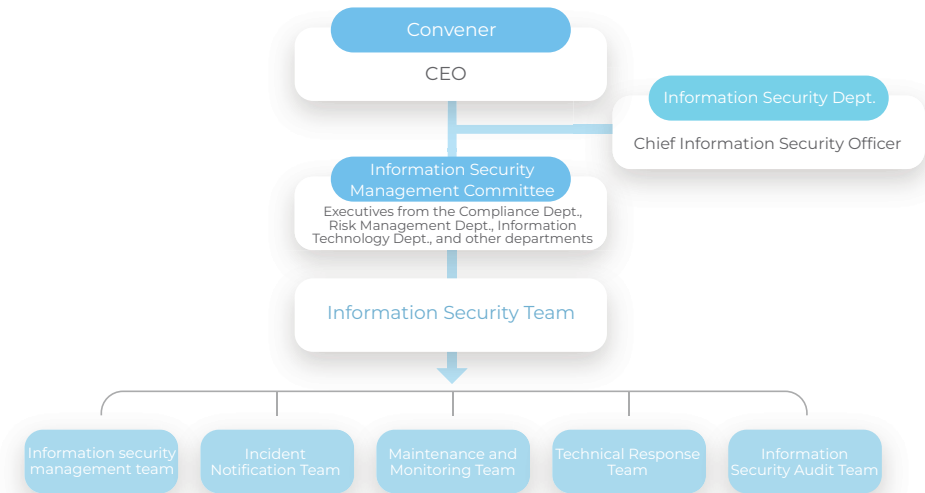 Convener
CEO
Information Security Dept.
Chief Information Security Officer
Information Security
Management Committee
Executives from the Compliance Dept.,
Risk Management Dept., Information
Technology Dept., and other departments
Information Security Team
Information security
management team
Incident
Notification Team
Maintenance and
Monitoring Team
Technical Response
Team
Information
Security Audit Team